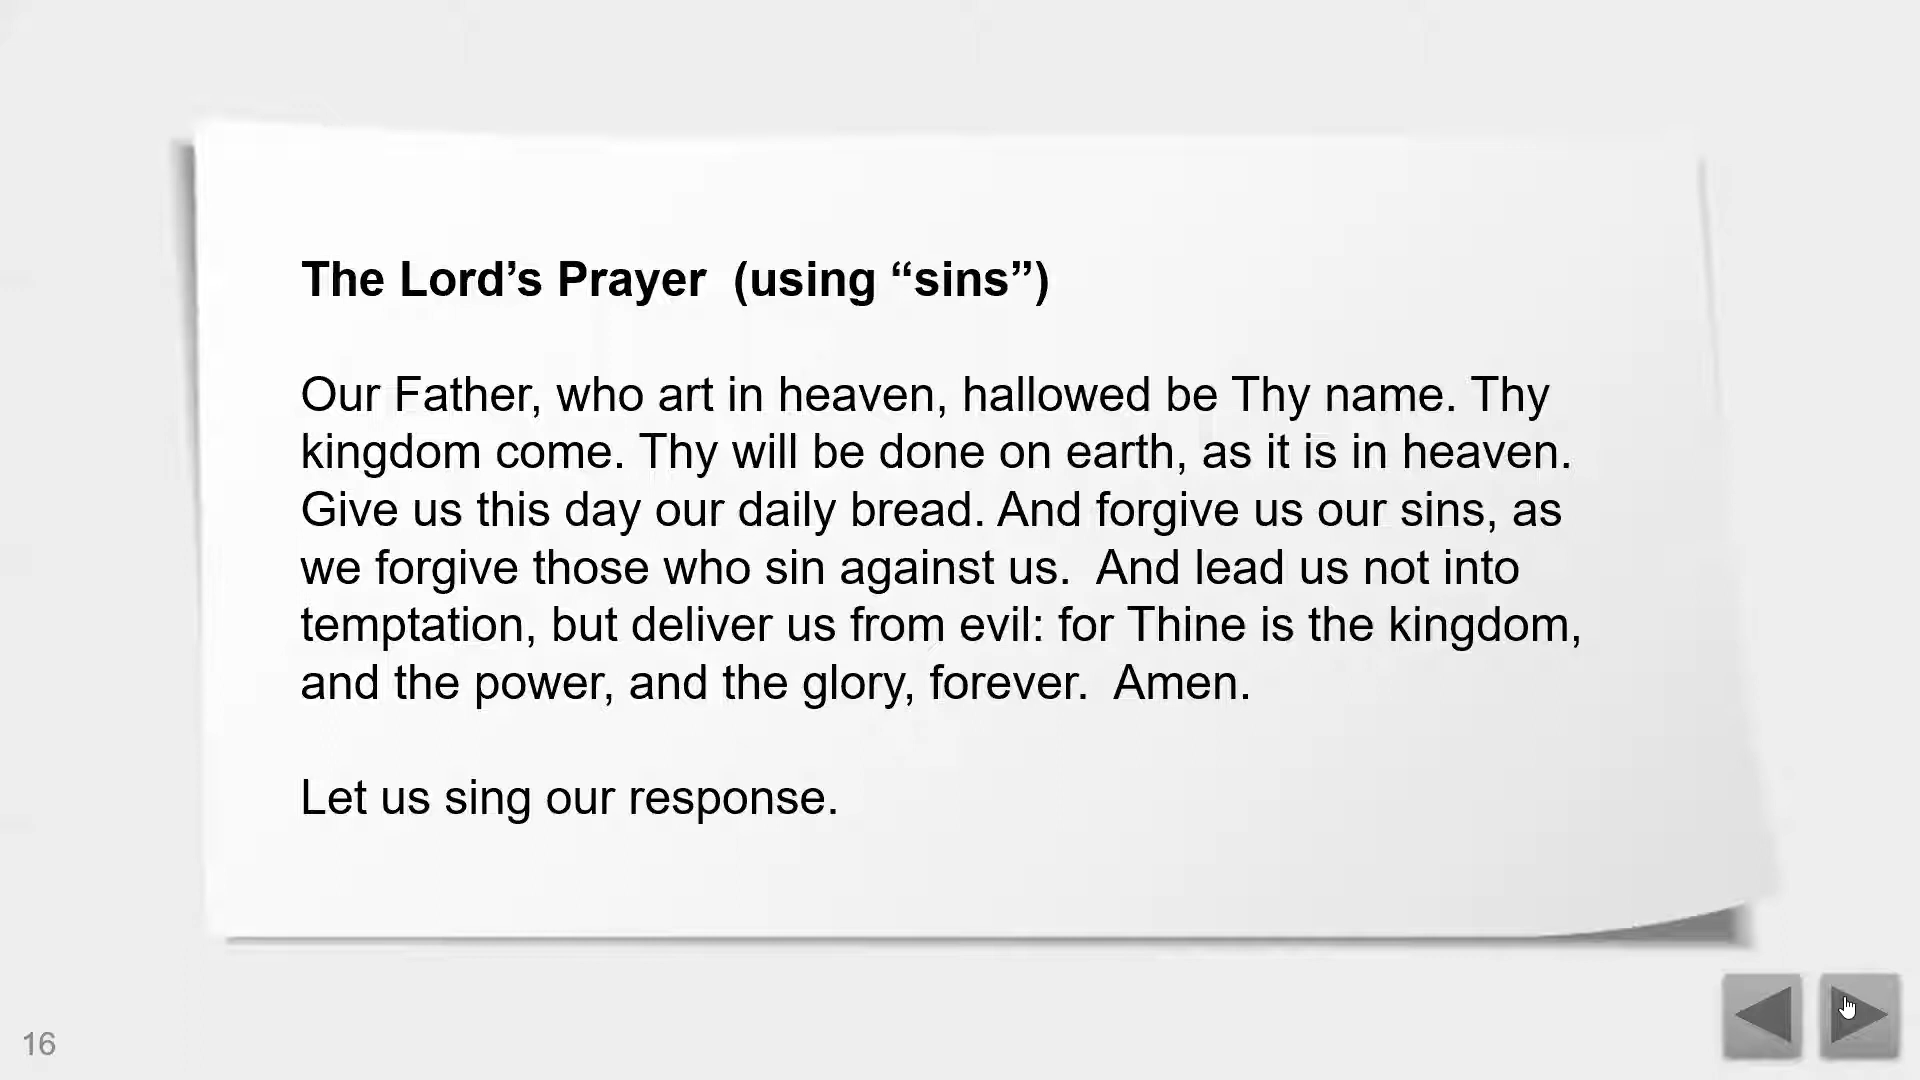 The Lord’s Prayer  (using “sins”)
Our Father, who art in heaven, hallowed be Thy name. Thy
kingdom come. Thy will be done on earth, as it is in heaven.
Give us this day our daily bread. And forgive us our sins, as
we forgive those who sin against us.  And lead us not into
temptation, but deliver us from evil: for Thine is the kingdom,
and the power, and the glory, forever.  Amen.
Let us sing our response.
16